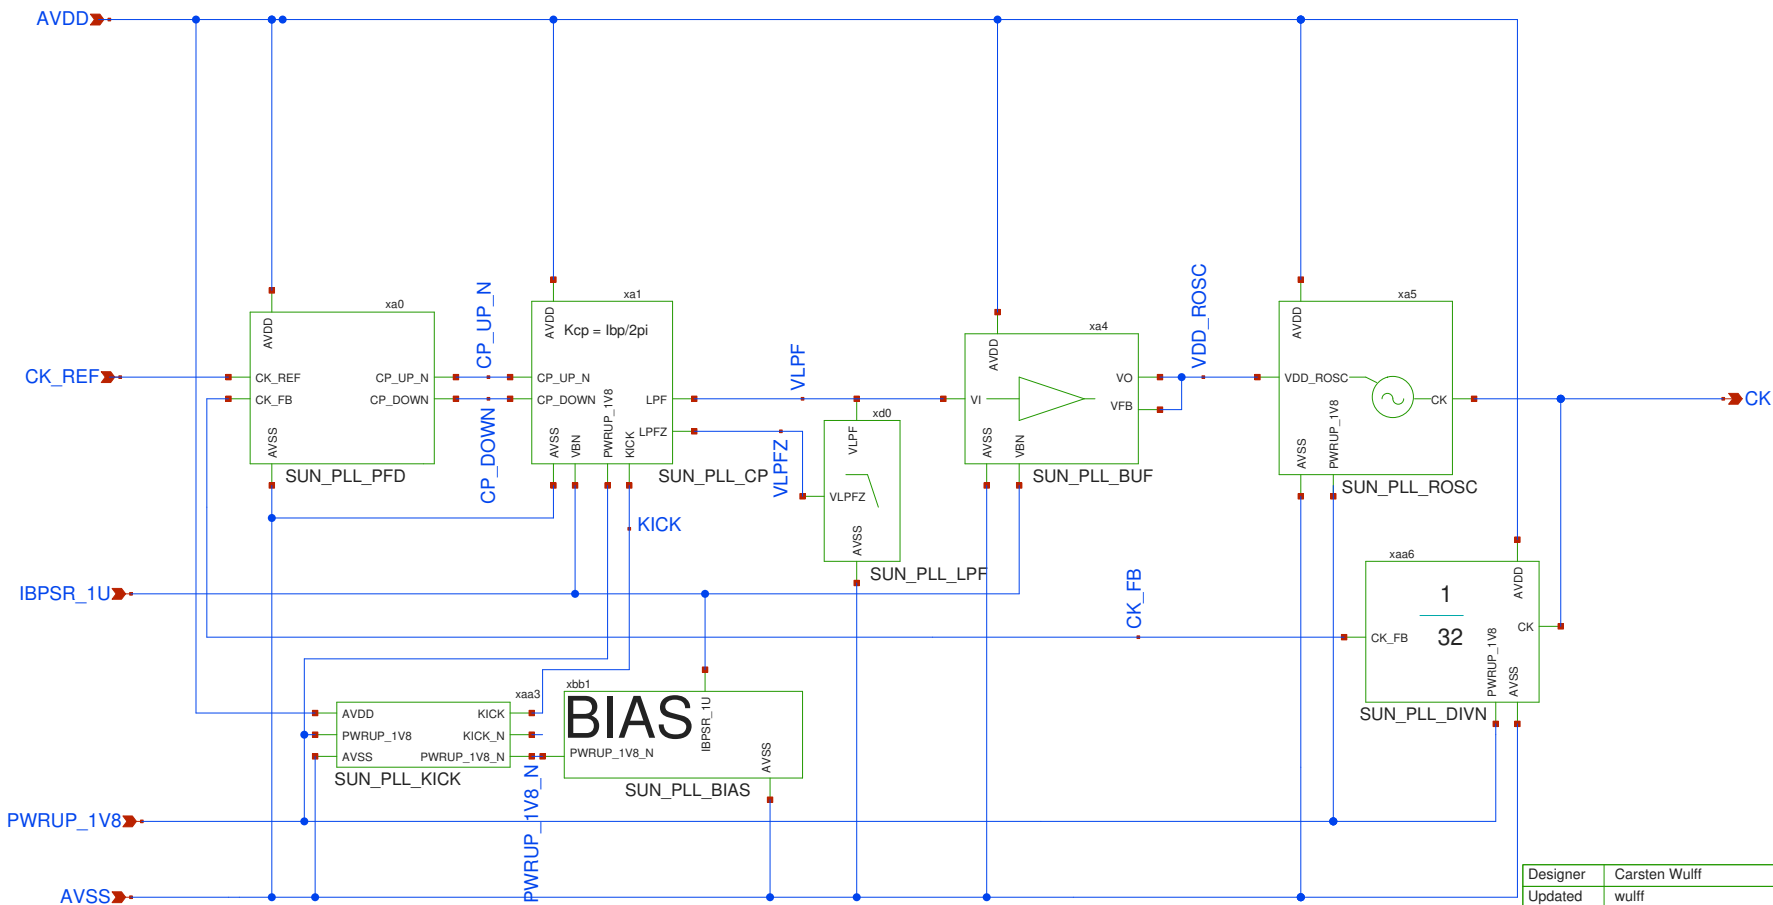 AVDD
CK_REF
IBPSR_1U
PWRUP_1V8
AVSS
xa0
AVDD
CK_REF
CK_FB
CP_UP_N
CP_DOWN
AVSS
SUN_PLL_PFD
CP_UP_N
CP_DOWN
xa1
AVDD
Kcp = Ibp/2pi
CP_UP_N
CP_DOWN
LPF
LPFZ
AVSS
VBN
PWRUP_1V8
KICK
SUN_PLL_CP
KICK
VLPF
VLPFZ
xd0
VLPF
VLPFZ
AVSS
SUN_PLL_LPF
xa4
AVDD
VI
VO
VFB
AVSS
VBN
SUN_PLL_BUF
VDD_ROSC
xa5
AVDD
VDD_ROSC
CK
AVSS
PWRUP_1V8
SUN_PLL_ROSC
CK
CK_FB
xaa6
1
32
AVDD
CK
CK_FB
PWRUP_1V8
AVSS
SUN_PLL_DIVN
xaa3
AVDD
PWRUP_1V8
AVSS
KICK
KICK_N
PWRUP_1V8_N
SUN_PLL_KICK
PWRUP_1V8_N
xbb1
BIAS
IBPSR_1U
PWRUP_1V8_N
AVSS
SUN_PLL_BIAS
Designer Carsten Wulff
Updated wulff